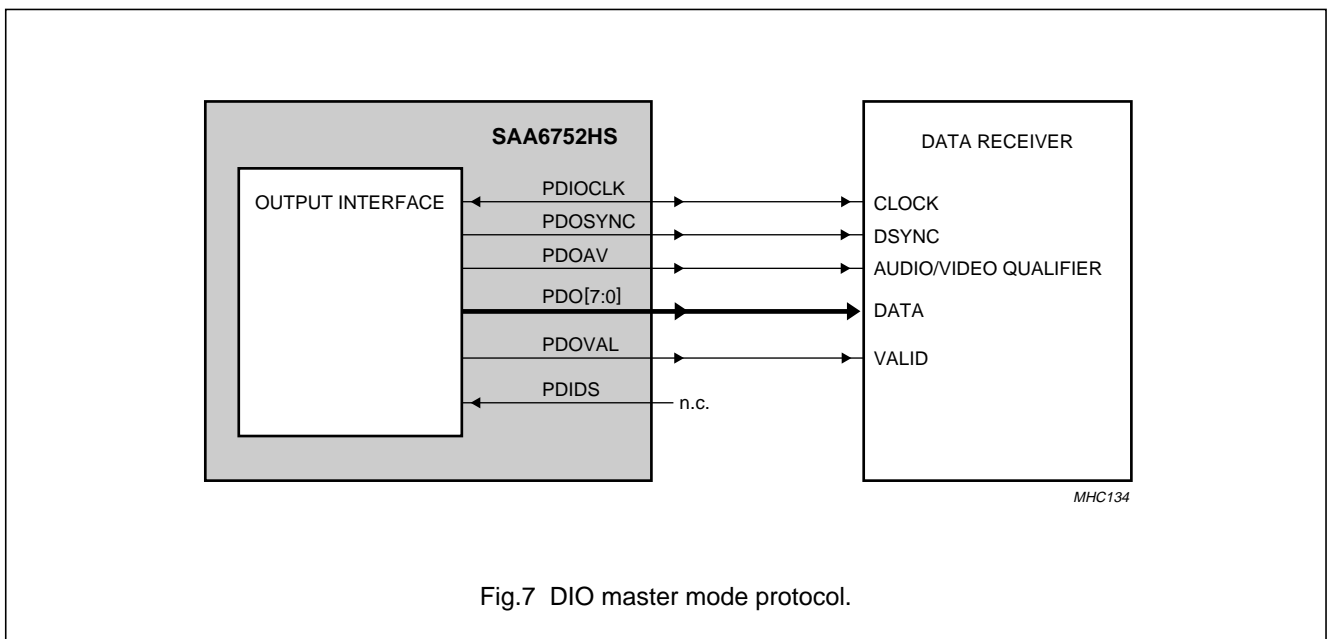 SAA6752HS
OUTPUT INTERFACE
PDIOCLK
PDOSYNC
PDOAV
PDO[7:0]
PDOVAL
PDIDS
n.c.
DATA RECEIVER
CLOCK
DSYNC
AUDIO/VIDEO QUALIFIER
DATA
VALID
MHC134
Fig.7 DIO master mode protocol.